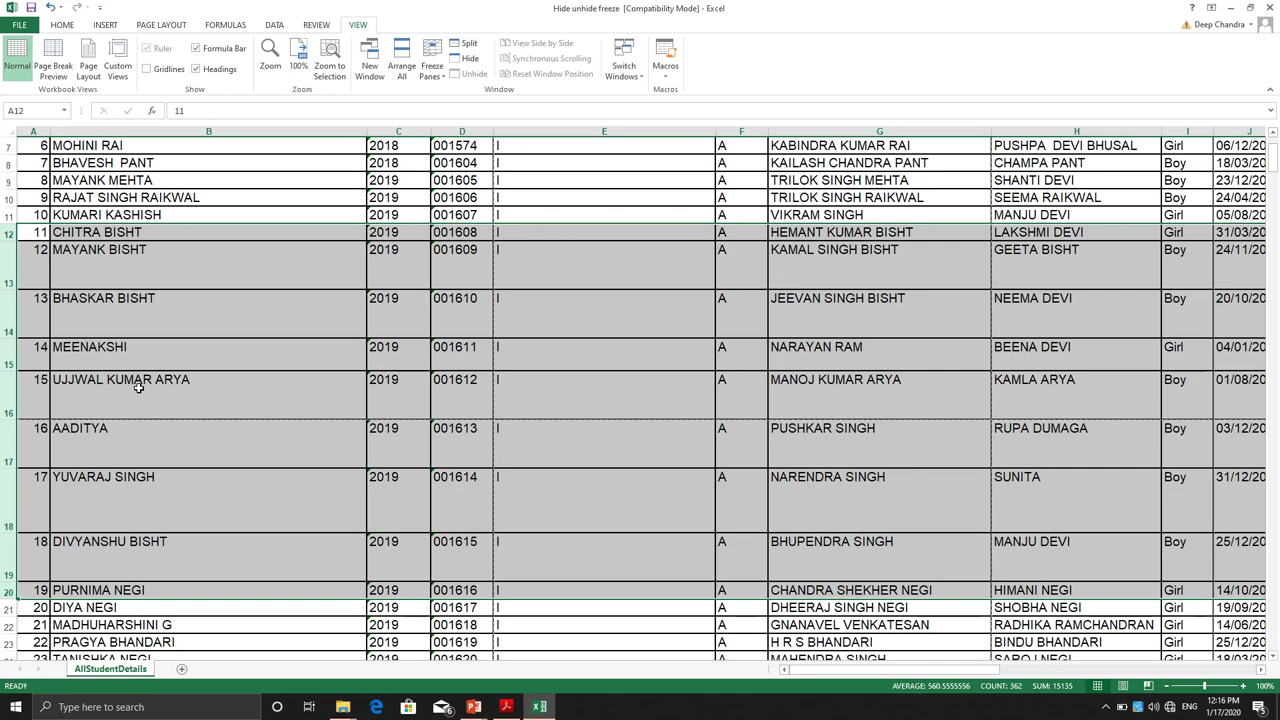 Hide unhide freeze [Compatibility Mode] - Excel
FILE HOME INSERT PAGE LAYOUT FORMULAS DATA REVIEW VIEW Deep Chandra
Normal Page Break Preview Page Layout Custom Views
Ruler Formula Bar
Gridlines Headings
Zoom 100% Zoom to Selection
New Window Arrange All Freeze Panes
Split
Hide
Unhide
View Side by Side
Synchronous Scrolling
Reset Window Position
Switch Windows Macros
Workbook Views Show Zoom Window Macros
A12 fx 11
A B C D E F G H I J
7 6 MOHINI RAI 2018 001574 I A KABINDRA KUMAR RAI PUSHPA DEVI BHUSAL Girl 06/12/20
8 7 BHAVESH PANT 2018 001604 I A KAILASH CHANDRA PANT CHAMPA PANT Boy 18/03/20
9 8 MAYANK MEHTA 2019 001605 I A TRILOK SINGH MEHTA SHANTI DEVI Boy 23/12/20
10 9 RAJAT SINGH RAIKWAL 2019 001606 I A TRILOK SINGH RAIKWAL SEEMA RAIKWAL Boy 24/04/20
11 10 KUMARI KASHISH 2019 001607 I A VIKRAM SINGH MANJU DEVI Girl 05/08/20
12 11 CHITRA BISHT 2019 001608 I A HEMANT KUMAR BISHT LAKSHMI DEVI Girl 31/03/20
13 12 MAYANK BISHT 2019 001609 I A KAMAL SINGH BISHT GEETA BISHT Boy 24/11/20
14 13 BHASKAR BISHT 2019 001610 I A JEEVAN SINGH BISHT NEEMA DEVI Boy 20/10/20
15 14 MEENAKSHI 2019 001611 I A NARAYAN RAM BEENA DEVI Girl 04/01/20
16 15 UJJWAL KUMAR ARYA 2019 001612 I A MANOJ KUMAR ARYA KAMLA ARYA Boy 01/08/20
17 16 AADITYA 2019 001613 I A PUSHKAR SINGH RUPA DUMAGA Boy 03/12/20
18 17 YUVARAJ SINGH 2019 001614 I A NARENDRA SINGH SUNITA Boy 31/12/20
19 18 DIVYANSHU BISHT 2019 001615 I A BHUPENDRA SINGH MANJU DEVI Boy 25/12/20
20 19 PURNIMA NEGI 2019 001616 I A CHANDRA SHEKHER NEGI HIMANI NEGI Girl 14/10/20
21 20 DIYA NEGI 2019 001617 I A DHEERAJ SINGH NEGI SHOBHA NEGI Girl 19/09/20
22 21 MADHUHARSHINI G 2019 001618 I A GNANAVEL VENKATESAN RADHIKA RAMCHANDRAN Girl 14/06/20
23 22 PRAGYA BHANDARI 2019 001619 I A H R S BHANDARI BINDU BHANDARI Girl 25/12/20
23 TANISHKA NEGI 2019 001620 I A MAHENDRA SINGH SAROJ NEGI Girl 18/03/20
AllStudentDetails
READY AVERAGE: 560.5555556 COUNT: 362 SUM: 15135 100%
Type here to search
12:16 PM
1/17/2020